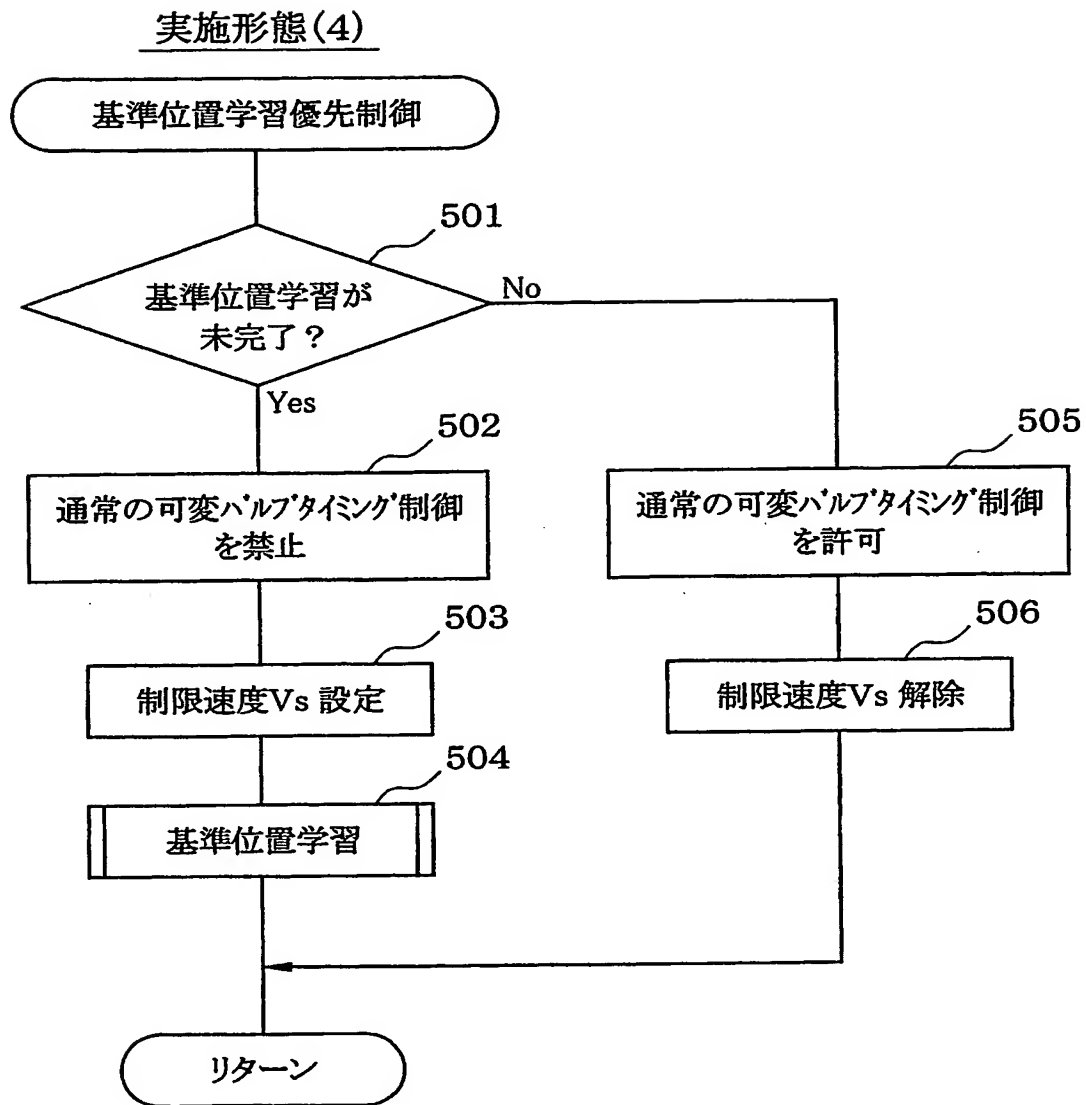 実施形態(4)
基準位置学習優先制御
501
基準位置学習が
未完了?
No
Yes
502
通常の可変バルブタイミング制御
を禁止
505
通常の可変バルブタイミング制御
を許可
503
制限速度Vs 設定
506
制限速度Vs 解除
504
基準位置学習
リターン